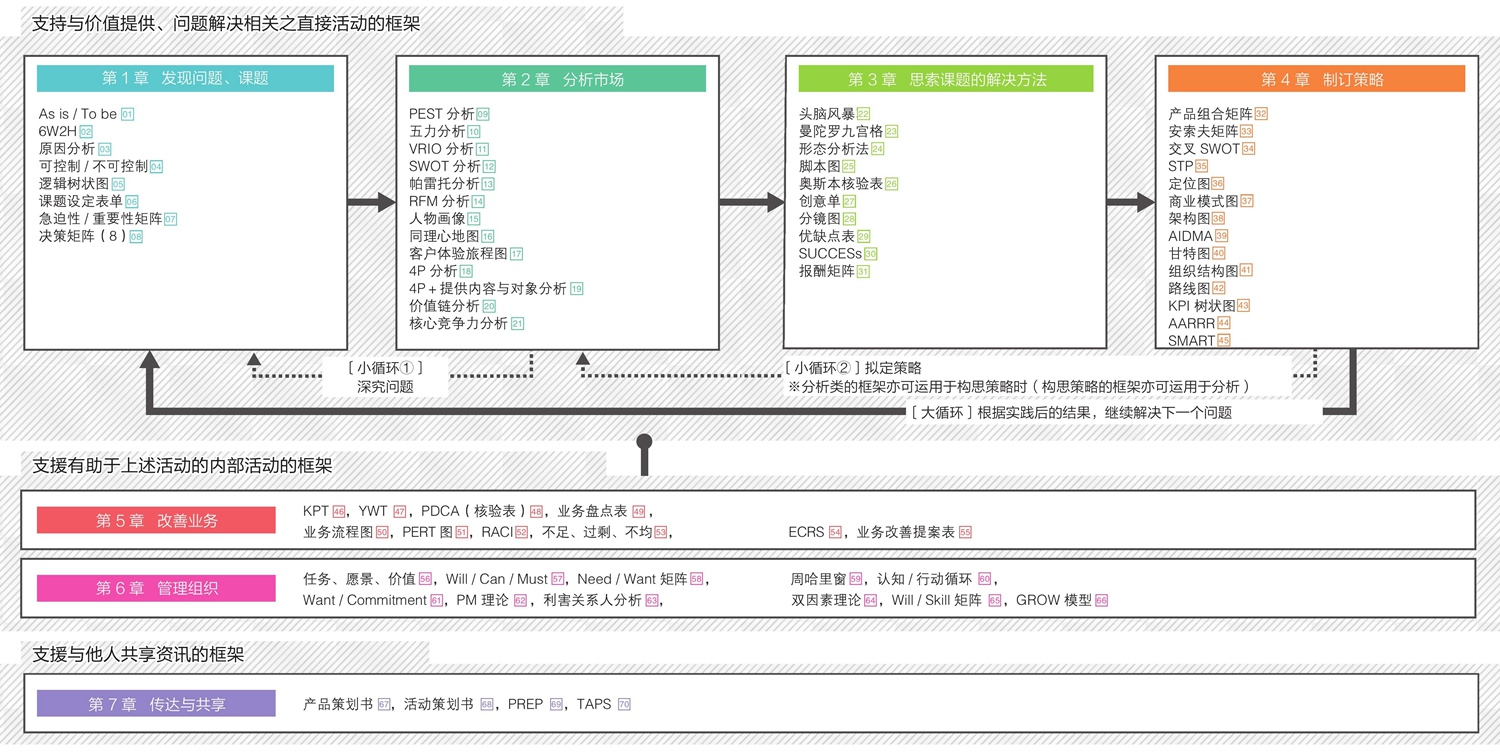 支持与价值提供、问题解决相关之直接活动的框架
第 1 章 发现问题、课题
As is / To be 01
6W2H 02
原因分析 03
可控制 / 不可控制 04
逻辑树状图 05
课题设定表单 06
急迫性 / 重要性矩阵 07
决策矩阵（8）08
第 2 章 分析市场
PEST 分析 09
五力分析 10
VRIO 分析 11
SWOT 分析 12
帕雷托分析 13
RFM 分析 14
人物画像 15
同理心地图 16
客户体验旅程图 17
4P 分析 18
4P + 提供内容与对象分析 19
价值链分析 20
核心竞争力分析 21
第 3 章 思索课题的解决方法
头脑风暴 22
曼陀罗九宫格 23
形态分析法 24
脚本图 25
奥斯本核验表 26
创意单 27
分镜图 28
优缺点表 29
SUCCESs 30
报酬矩阵 31
第 4 章 制订策略
产品组合矩阵 32
安索夫矩阵 33
交叉 SWOT 34
STP 35
定位图 36
商业模式图 37
架构图 38
AIDMA 39
甘特图 40
组织结构图 41
路线图 42
KPI 树状图 43
AARRR 44
SMART 45
［小循环①］
深究问题
［小循环②］拟定策略
※分析类的框架亦可运用于构思策略时（构思策略的框架亦可运用于分析）
［大循环］根据实践后的结果，继续解决下一个问题
支援有助于上述活动的内部活动的框架
第 5 章 改善业务
KPT 46，YWT 47，PDCA（核验表）48，业务盘点表 49，
业务流程图 50，PERT 图 51，RACI 52，不足、过剩、不均 53， ECRS 54，业务改善提案表 55
第 6 章 管理组织
任务、愿景、价值 56，Will / Can / Must 57，Need / Want 矩阵 58， 周哈里窗 59，认知 / 行动循环 60，
Want / Commitment 61，PM 理论 62，利害关系人分析 63， 双因素理论 64，Will / Skill 矩阵 65，GROW 模型 66
支援与他人共享资讯的框架
第 7 章 传达与共享
产品策划书 67，活动策划书 68，PREP 69，TAPS 70